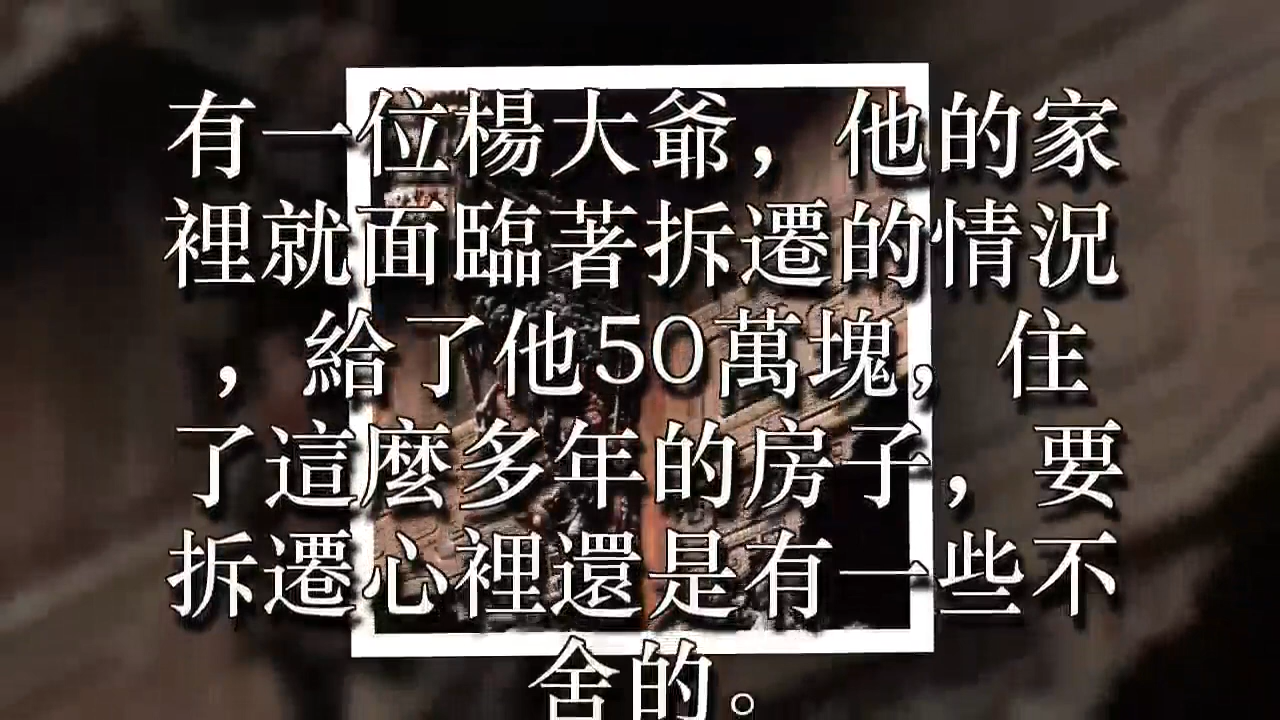 有一位楊大爺，他的家
裡就面臨著拆遷的情況
，給了他50萬塊，住
了這麼多年的房子，要
拆遷心裡還是有一些不
舍的。